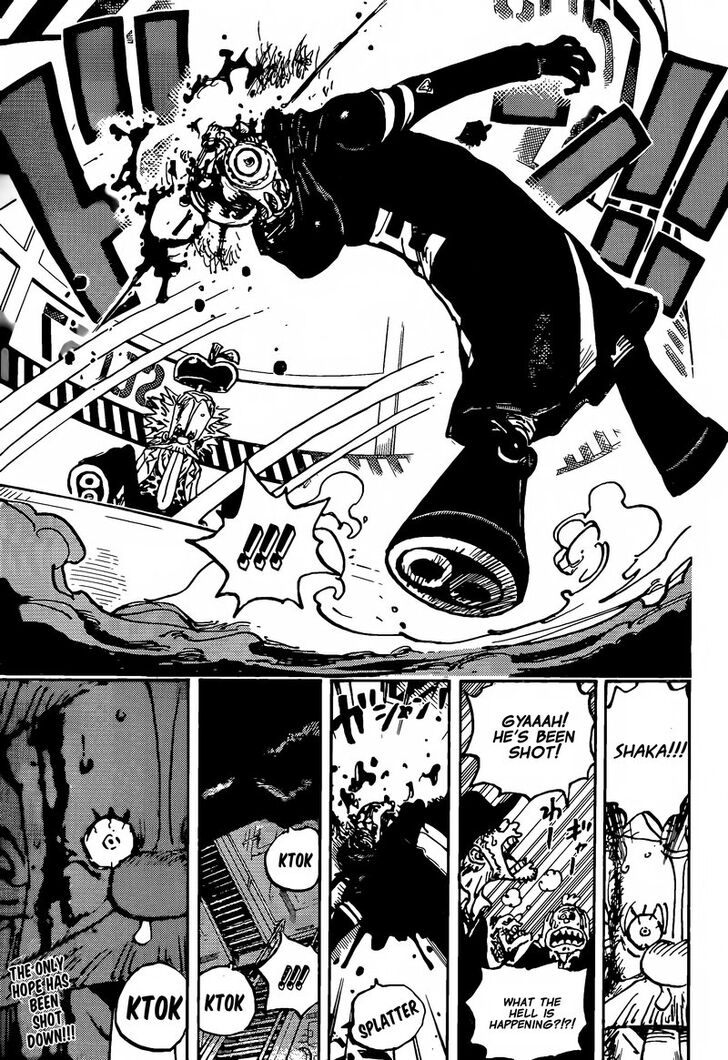 !!!
SHAKA!!!
GYAAAH!
HE'S BEEN
SHOT!
WHAT THE
HELL IS
HAPPENING?!?!
SPLATTER
KTOK
!!!
KTOK
KTOK
THE ONLY
HOPE HAS
BEEN
SHOT
DOWN!!!